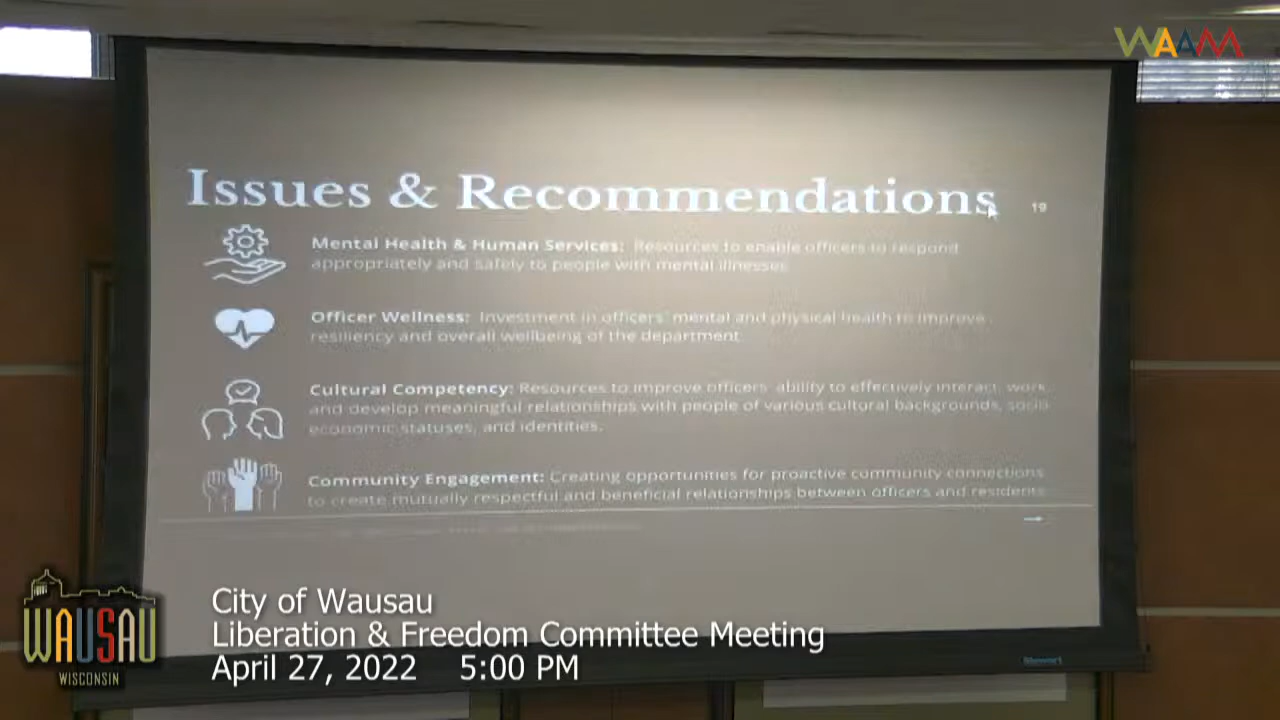 WAAM
Issues & Recommendations
19
Mental Health & Human Services: Resources to enable officers to respond
appropriately and safely to people with mental illnesses
Officer Wellness: Investment in officers' mental and physical health to improve
resiliency and overall wellbeing of the department
Cultural Competency: Resources to improve officers' ability to effectively interact, work,
and develop meaningful relationships with people of various cultural backgrounds, socio
economic statuses, and identities.
Community Engagement: Creating opportunities for proactive community connections
to create mutually respectful and beneficial relationships between officers and residents
City of Wausau
Liberation & Freedom Committee Meeting
April 27, 2022 5:00 PM
WAUSAU
WISCONSIN
Stewart